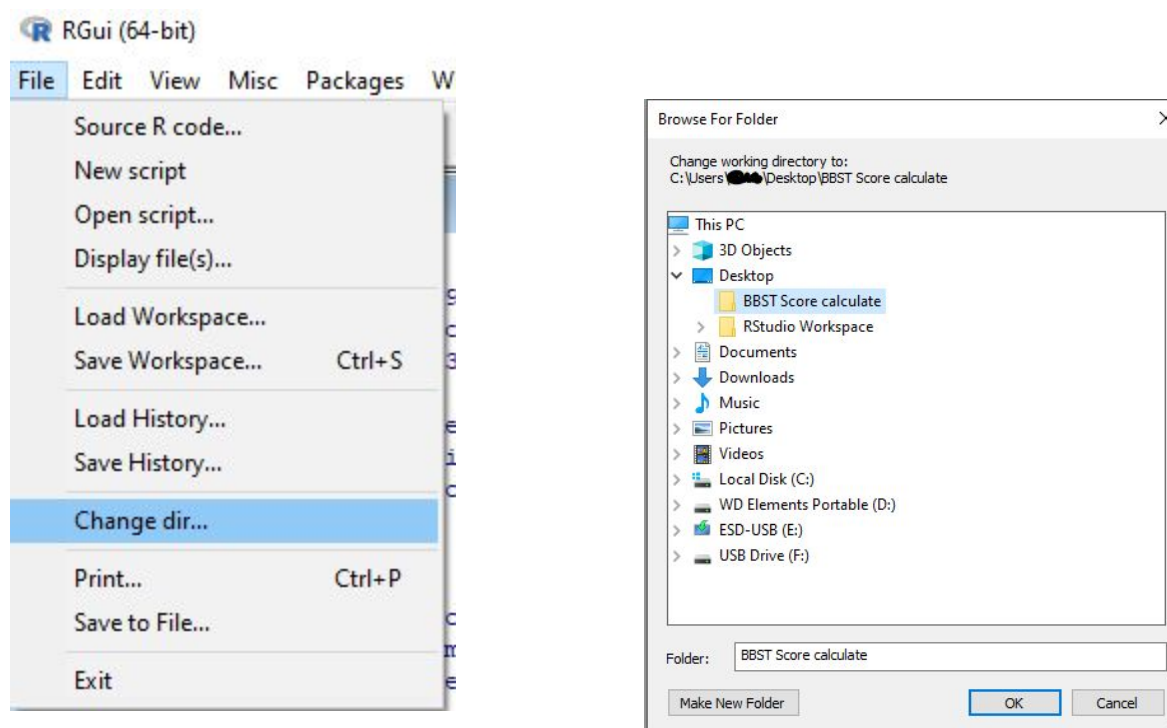 RGui (64-bit)
File Edit View Misc Packages W
Source R code...
New script
Open script...
Display file(s)...
Load Workspace...
Save Workspace... Ctrl+S
Load History...
Save History...
Change dir...
Print... Ctrl+P
Save to File...
Exit
Browse For Folder
Change working directory to:
C:\Users\ \Desktop\BBST Score calculate
This PC
3D Objects
Desktop
BBST Score calculate
RStudio Workspace
Documents
Downloads
Music
Pictures
Videos
Local Disk (C:)
WD Elements Portable (D:)
ESD-USB (E:)
USB Drive (F:)
Folder: BBST Score calculate
Make New Folder OK Cancel